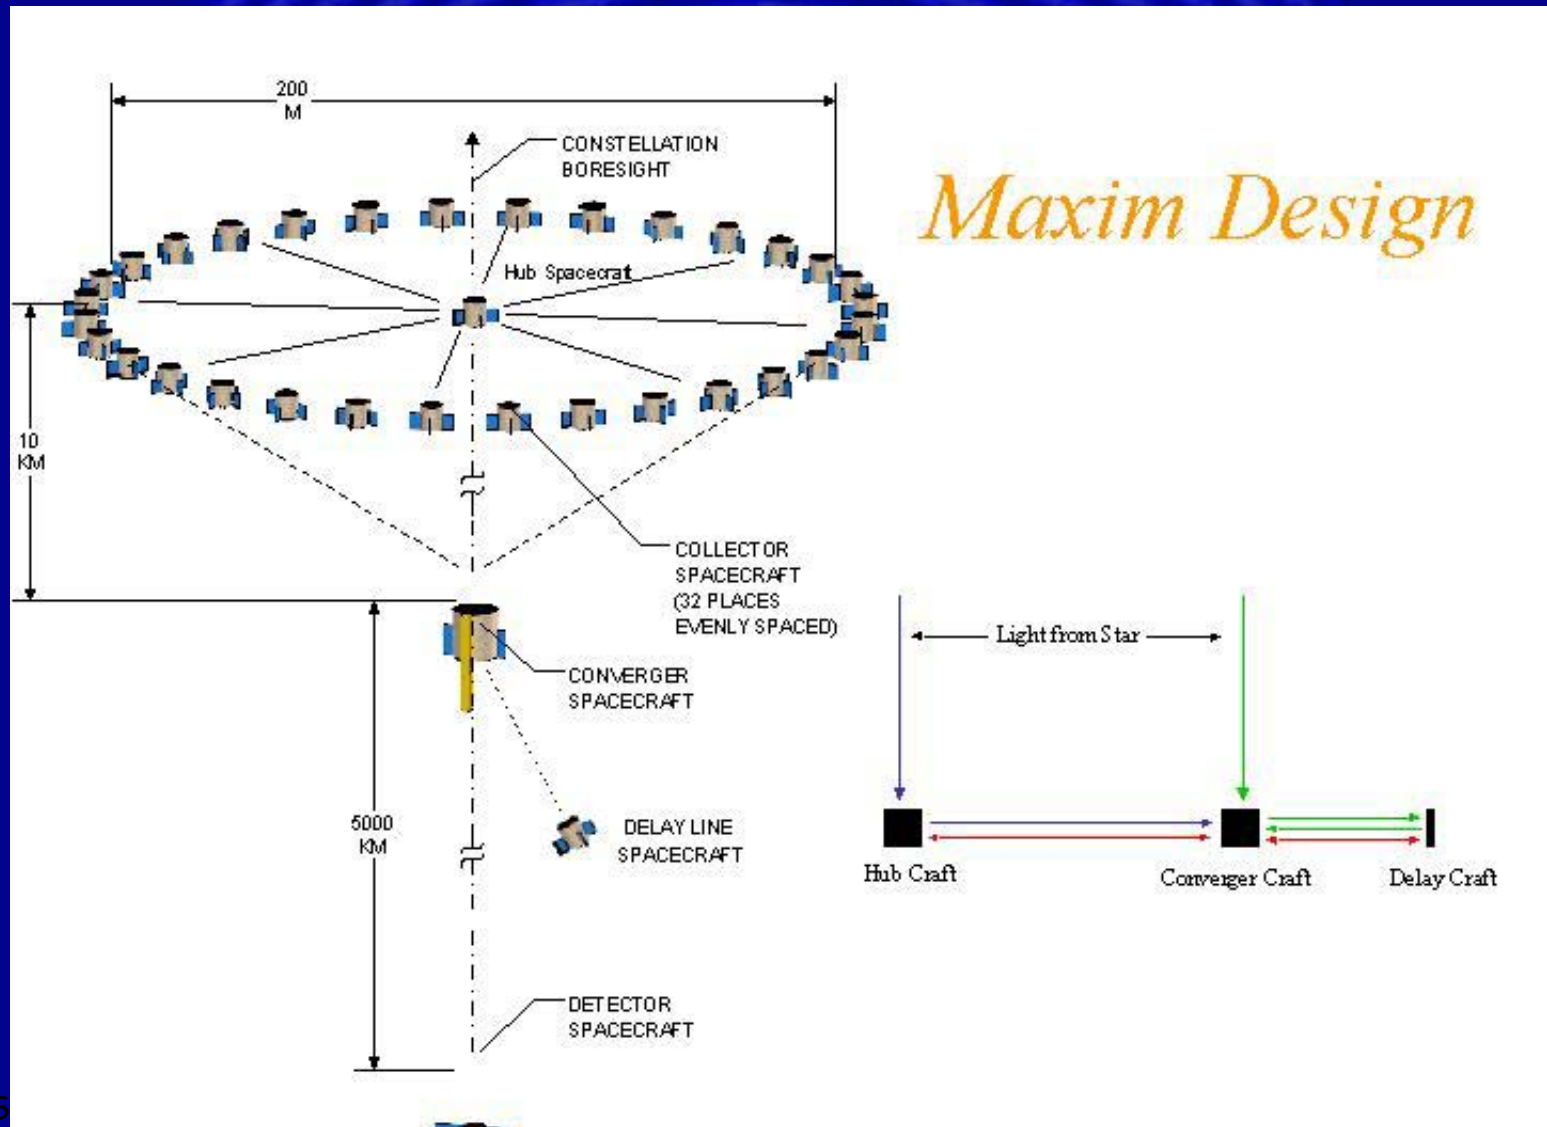 200
M
CONSTELLATION
BORESIGHT
Maxim Design
Hub Spacecraft
10
KM
COLLECTOR
SPACECRAFT
(32 PLACES
EVENLY SPACED)
Light from Star
CONVERGER
SPACECRAFT
5000
KM
DELAY LINE
SPACECRAFT
Hub Craft
Converger Craft
Delay Craft
DETECTOR
SPACECRAFT